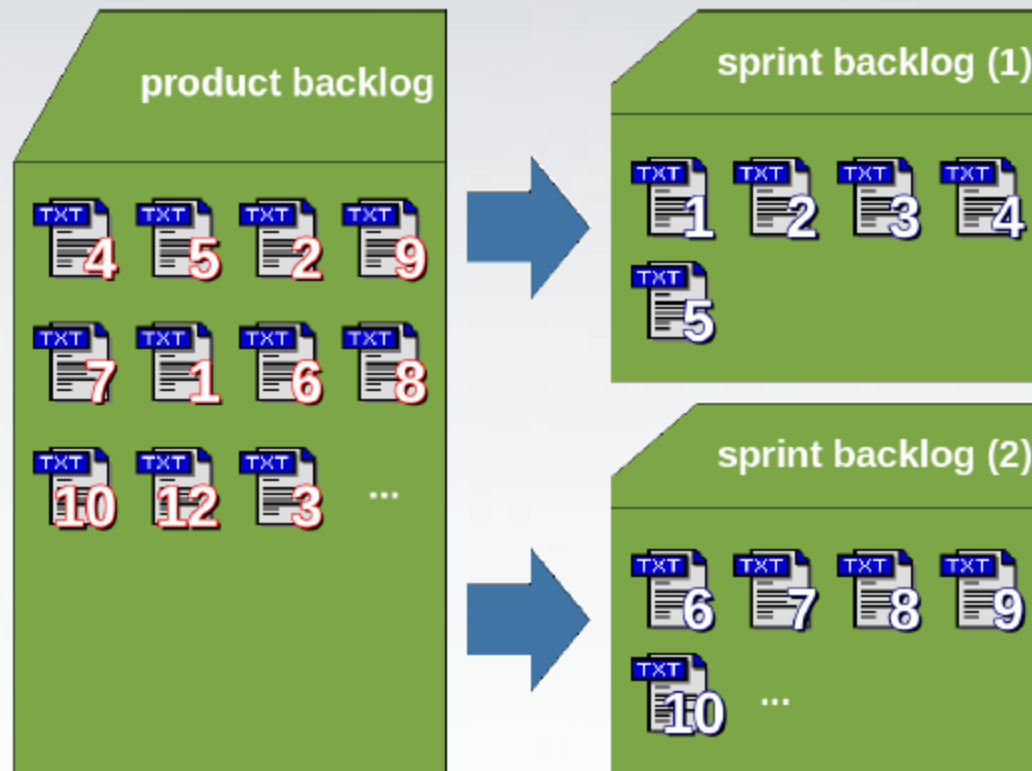 product backlog
TXT TXT TXT TXT
4 5 2 9
TXT TXT TXT TXT
7 1 6 8
TXT TXT TXT
10 12 3 ...
sprint backlog (1)
TXT TXT TXT TXT
1 2 3 4
TXT
5
sprint backlog (2)
TXT TXT TXT TXT
6 7 8 9
TXT
10 ...